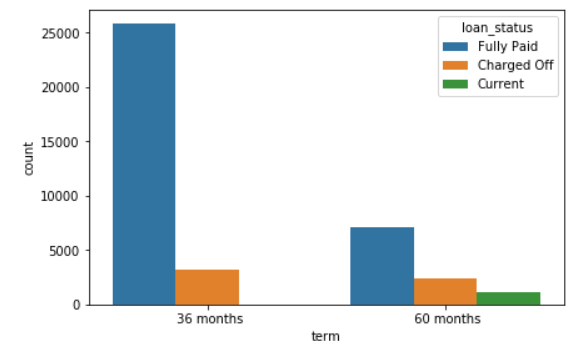 loan_status
Fully Paid
Charged Off
Current
25000
20000
15000
10000
5000
0
count
36 months
60 months
term